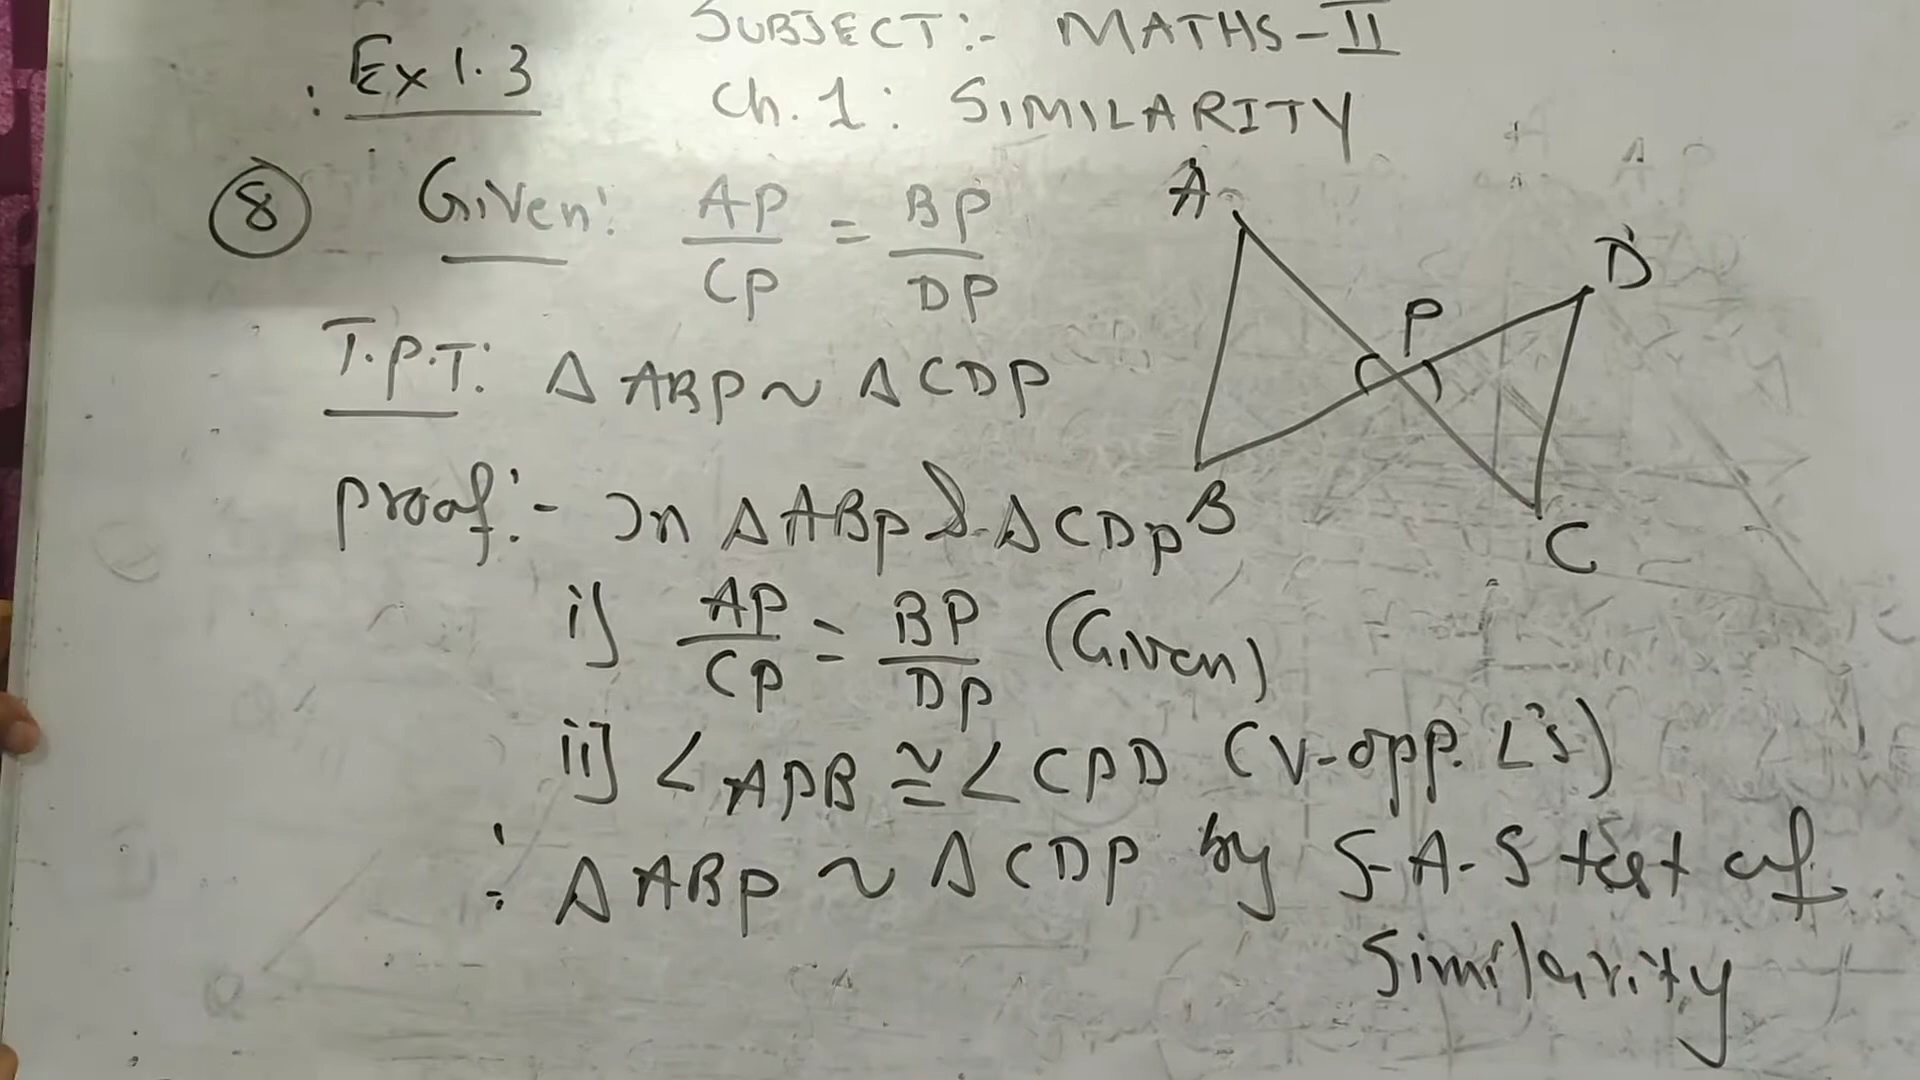 SUBJECT:- MATHS-II
: Ex 1.3
Ch. 1: SIMILARITY
8 Given: AP/CP = BP/DP
T.P.T: Δ ABP ~ Δ CDP
A
D
P
B
C
Proof:- In Δ ABP & Δ CDP
i] AP/CP = BP/DP (Given)
ii] ∠APB ≅ ∠CPD (V-opp. ∠'s)
∴ Δ ABP ~ Δ CDP by S-A-S test of
Similarity